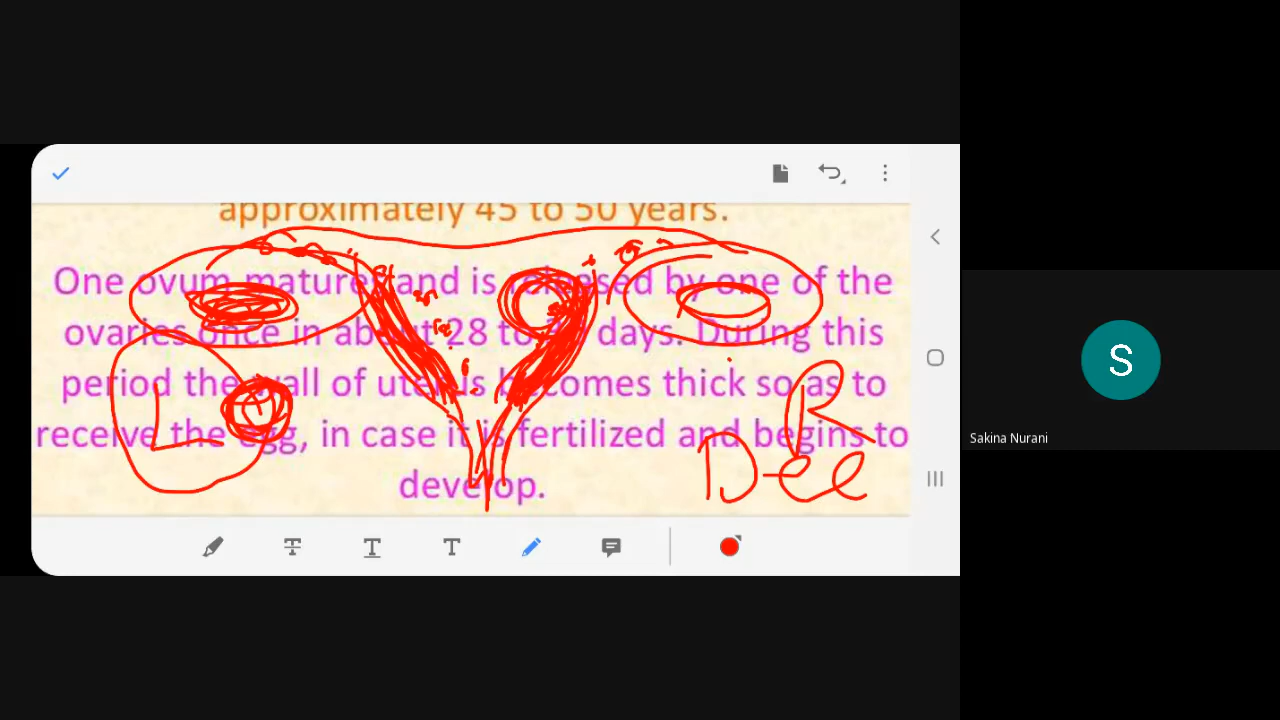 approximately 45 to 50 years.
One ovum matures and is released by one of the
ovaries once in about 28 to days. During this
period the wall of uterus becomes thick so as to
receive the egg, in case it is fertilized and begins to
develop.
L
R
Dec
S
Sakina Nurani